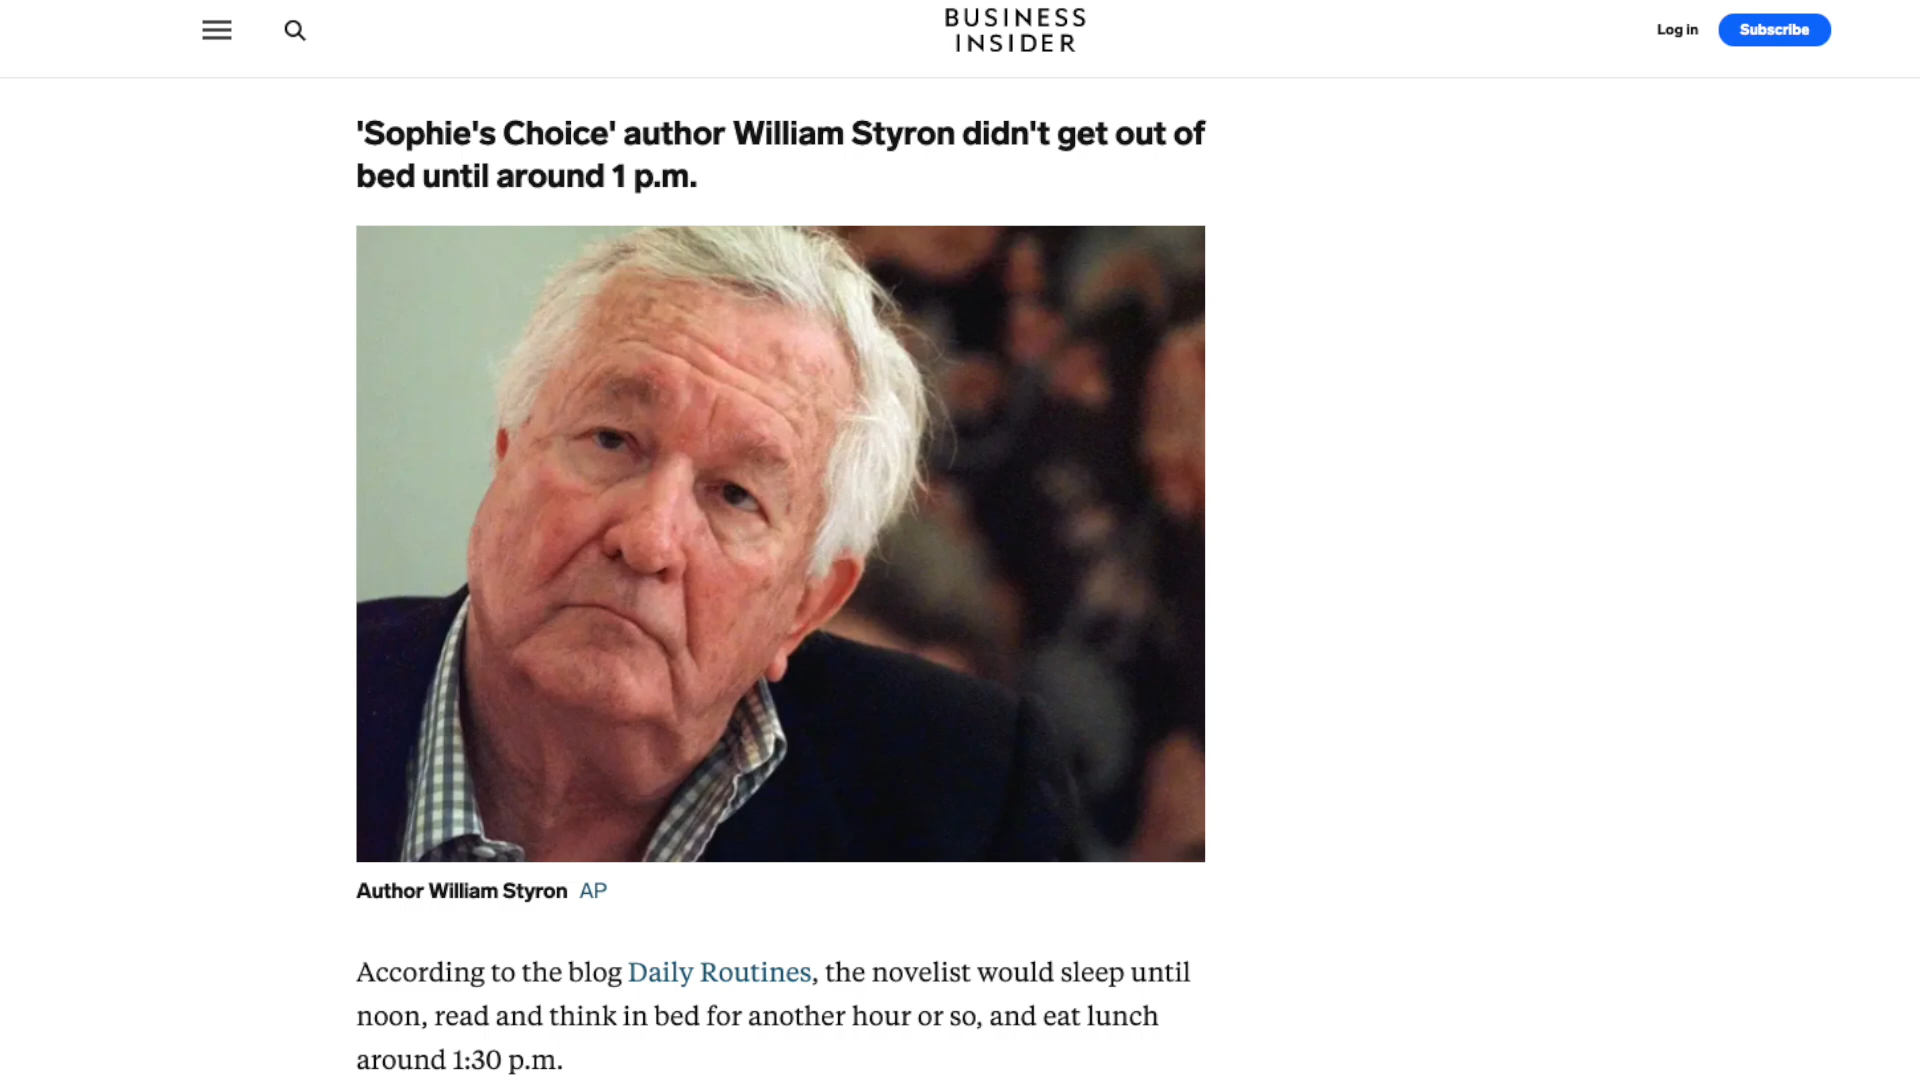 BUSINESS
INSIDER
Log in
Subscribe
'Sophie's Choice' author William Styron didn't get out of
bed until around 1 p.m.
Author William Styron AP
According to the blog Daily Routines, the novelist would sleep until
noon, read and think in bed for another hour or so, and eat lunch
around 1:30 p.m.